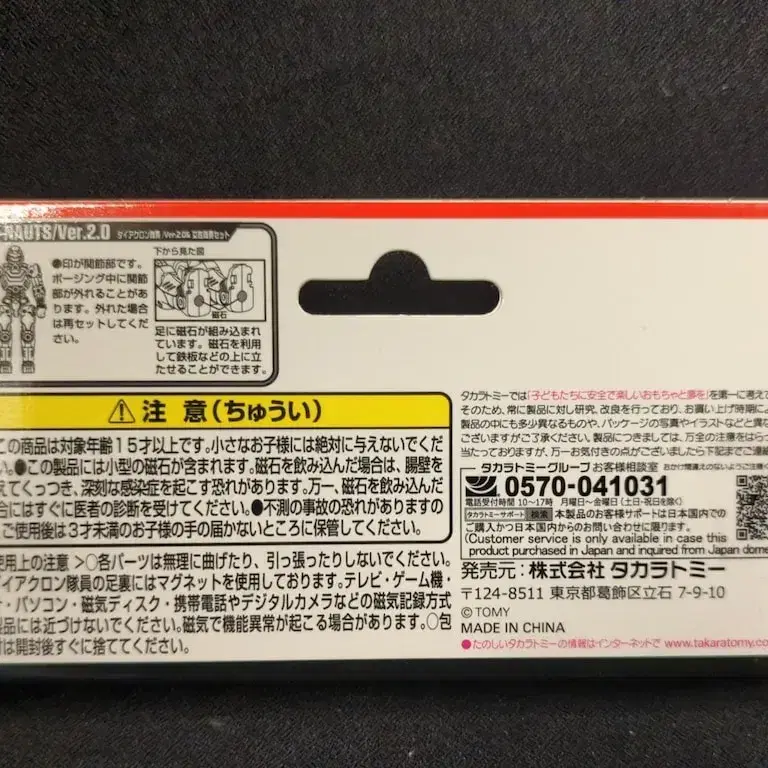 -NAUTS/Ver.2.0
下から見た図
●印が関節部です。
ポージング中に関節
部が外れることがあ
ります。外れた場合
は再セットしてくだ
さい。
磁石
足に磁石が組み込まれ
ています。磁石を利用
して鉄板などの上に立
たせることができます。
⚠注 意(ちゅうい)
この商品は対象年齢15才以上です。小さなお子様には絶対に与えないでくだ
い。●この製品には小型の磁石が含まれます。磁石を飲み込んだ場合は、腸壁を
えてくっつき、深刻な感染症を起こす恐れがあります。万一、磁石を飲み込んだ
合にはすぐに医者の診断を受けてください。●不測の事故の恐れがありますの
ご使用後は3才未満のお子様の手の届かないところに保管してください。
使用上の注意 >○各パーツは無理に曲げたり、引っ張ったりしないでください。
ダイアクロン隊員の足裏にはマグネットを使用しております。テレビ・ゲーム機・
・パソコン・磁気ディスク・携帯電話やデジタルカメラなどの磁気記録方式
製品には近づけないでください。磁気で機能異常が起こる場合があります。○包
は開封後すぐに捨ててください。
タカラトミーでは「子どもたちに安全で楽しいおもちゃと夢を」を第一に考え
そのため、常に製品に対し研究、改良を行っており、お買い上げ時期によ
製品の中にも多少異なるものや、パッケージの写真やイラストなどと異な
ございますがご了承ください。製品につきましては、万全の注意をはらっ
当たっておりますが、万一お気付きの点がございましたら下記までご連絡
タカラトミーグループ お客様相談室 おかけ間違えのないようご注意く
0570-041031
電話受付時間 10〜17時 月曜日〜金曜日(土日・祝日を除く)
タカラトミーサポート 検索 本製品のお客様サポートは日本国内での
ご購入かつ日本国内からのお問い合わせに限ります。
(Customer service is only available in case this
product purchased in Japan and inquired from Japan dome
発売元:株式会社 タカラトミー
〒124-8511 東京都葛飾区立石 7-9-10
© TOMY
MADE IN CHINA
●たのしいタカラトミーの情報はインターネットで www.takaratomy.co